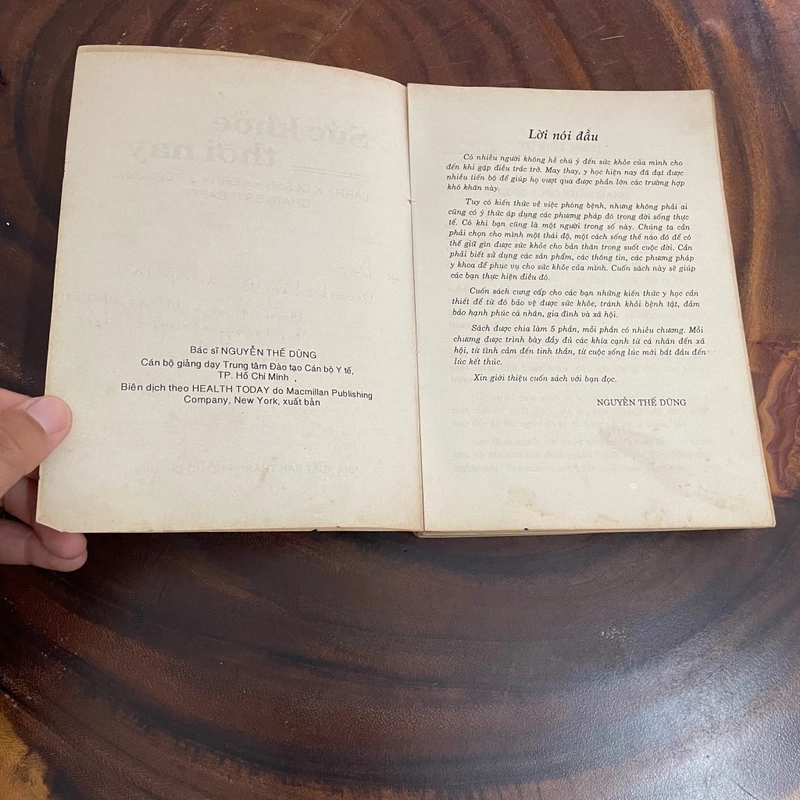 Bác sĩ NGUYỄN THẾ DŨNG
Cán bộ giảng dạy Trung tâm Đào tạo Cán bộ Y tế,
TP. Hồ Chí Minh,
Biên dịch theo HEALTH TODAY do Macmillan Publishing
Company, New York, xuất bản
Lời nói đầu
Có nhiều người không hề chú ý đến sức khỏe của mình cho
đến khi gặp điều trắc trở. May thay, y học hiện nay đã đạt được
nhiều tiến bộ để giúp họ vượt qua được phần lớn các trường hợp
khó khăn này.
Tuy có kiến thức về việc phòng bệnh, nhưng không phải ai
cũng có ý thức áp dụng các phương pháp đó trong đời sống thực
tế. Có khi bạn cũng là một người trong số này. Chúng ta cần
phải chọn cho mình một thái độ, một cách sống thế nào đó để có
thể giữ gìn được sức khỏe cho bản thân trong suốt cuộc đời. Cần
phải biết sử dụng các sản phẩm, các thông tin, các phương pháp
y khoa để phục vụ cho sức khỏe của mình. Cuốn sách này sẽ giúp
các bạn thực hiện điều đó.
Cuốn sách cung cấp cho các bạn những kiến thức y học cần
thiết để từ đó bảo vệ được sức khỏe, tránh khỏi bệnh tật, đảm
bảo hạnh phúc cá nhân, gia đình và xã hội.
Sách được chia làm 5 phần, mỗi phần có nhiều chương. Mỗi
chương được trình bày đầy đủ các khía cạnh từ cá nhân đến xã
hội, từ tình cảm đến tinh thần, từ cuộc sống lúc mới bắt đầu đến
lúc kết thúc.
Xin giới thiệu cuốn sách với bạn đọc.
NGUYỄN THẾ DŨNG